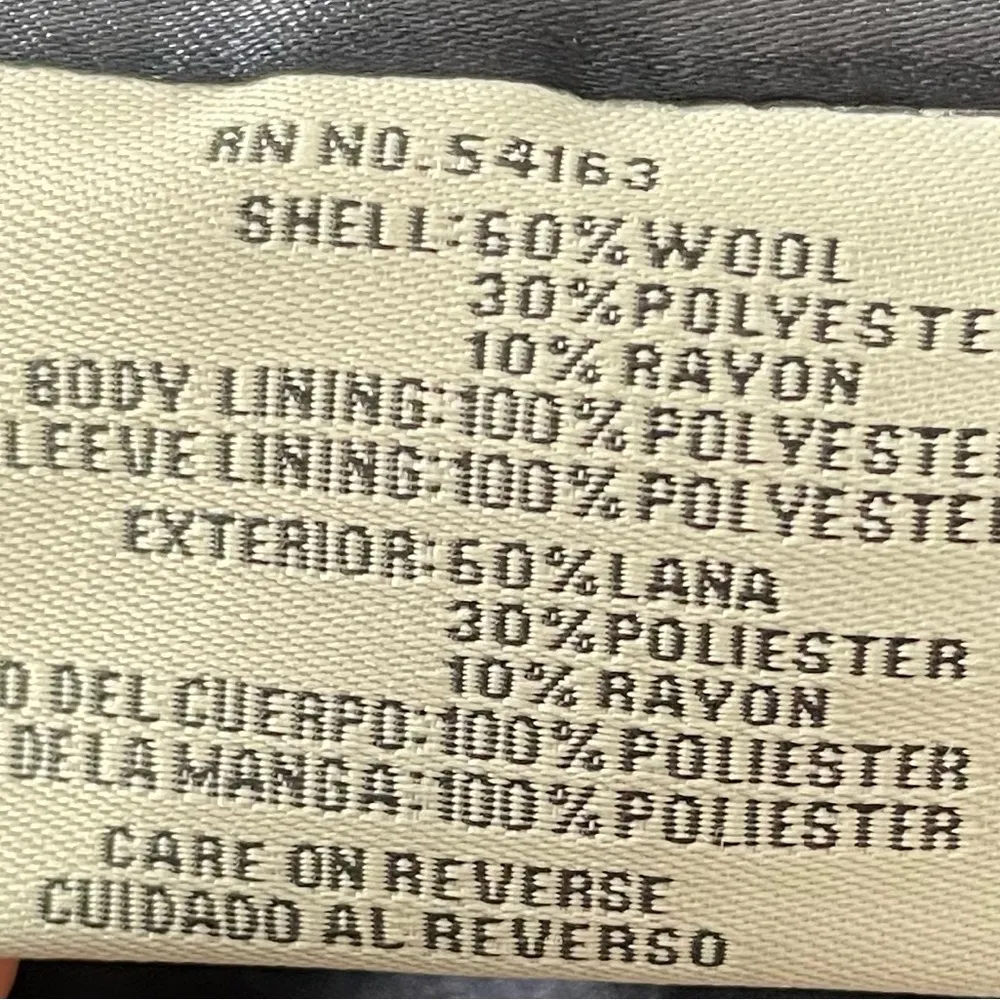 RN NO.54163
SHELL:60%WOOL
30%POLYESTE
10%RAYON
BODY LINING:100%POLYESTE
LEEVE LINING:100%POLYESTE
EXTERIOR:60%LANA
30%POLIESTER
10%RAYON
O DEL CUERPO:100%POLIESTER
DE LA MANGA:100%POLIESTER
CARE ON REVERSE
CUIDADO AL REVERSO